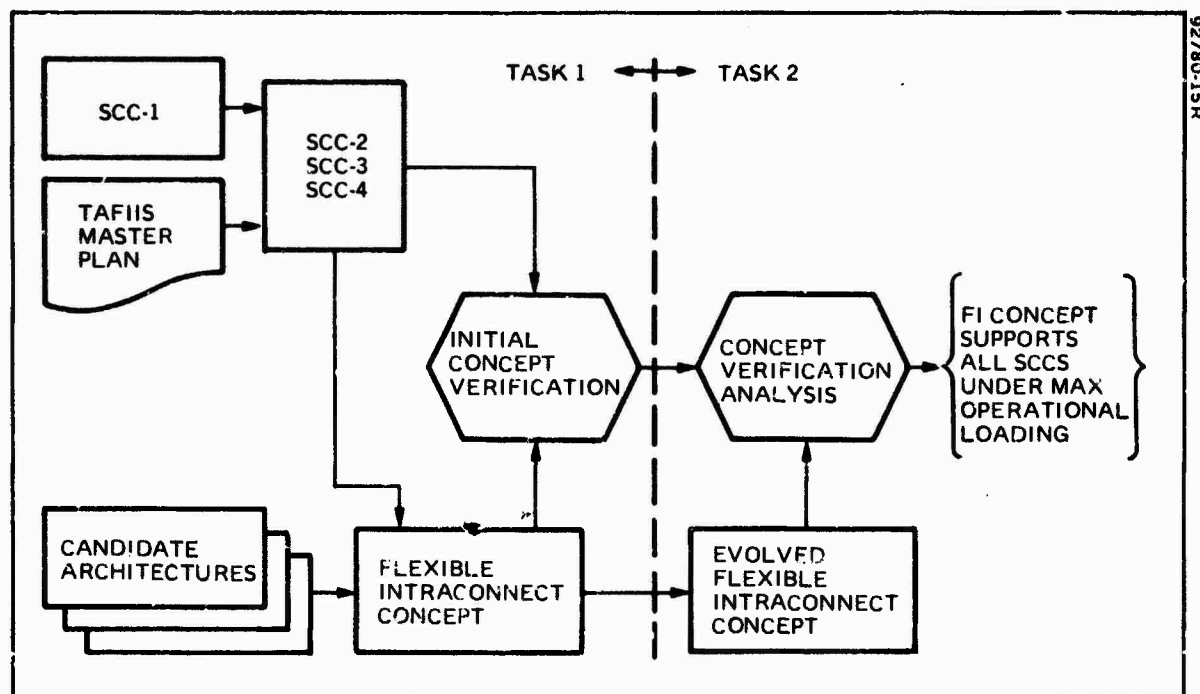 92780-15R
TASK 1
TASK 2
SCC-1
SCC-2
SCC-3
SCC-4
TAFIIS
MASTER
PLAN
INITIAL
CONCEPT
VERIFICATION
CONCEPT
VERIFICATION
ANALYSIS
FI CONCEPT
SUPPORTS
ALL SCCS
UNDER MAX
OPERATIONAL
LOADING
CANDIDATE
ARCHITECTURES
FLEXIBLE
INTRACONNECT
CONCEPT
EVOLVED
FLEXIBLE
INTRACONNECT
CONCEPT